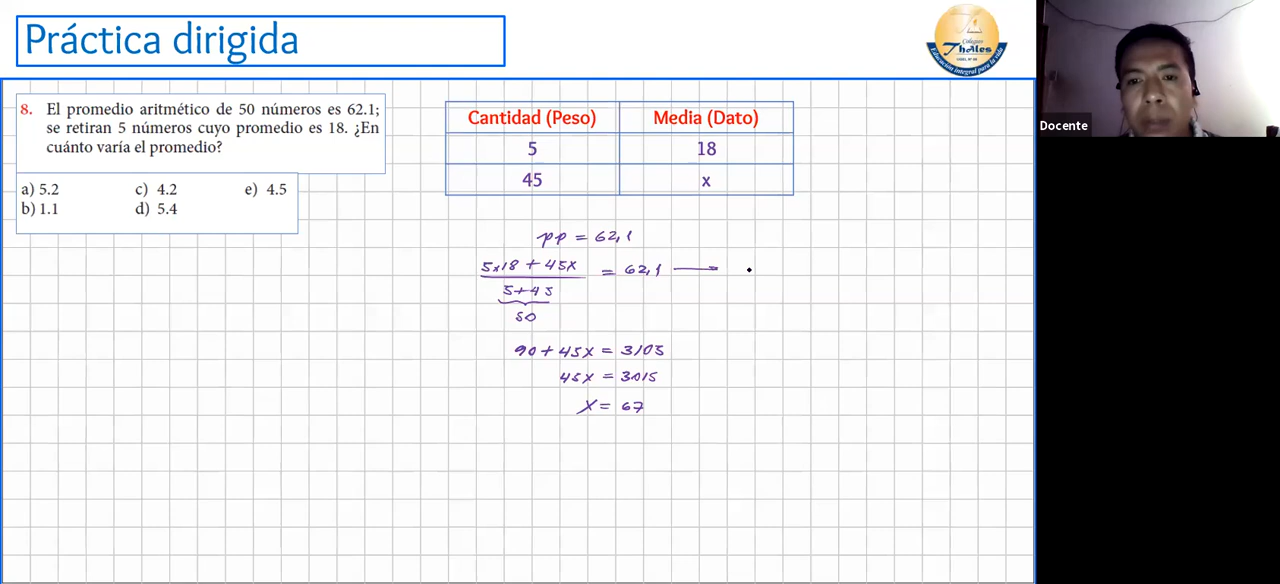 Práctica dirigida
Colegio
Thales
UGEL N° 06
Educación integral para la vida
Docente
8. El promedio aritmético de 50 números es 62.1;
se retiran 5 números cuyo promedio es 18. ¿En
cuánto varía el promedio?
a) 5.2 c) 4.2 e) 4.5
b) 1.1 d) 5.4
Cantidad (Peso) Media (Dato)
5 18
45 x
pp = 62,1
5x18 + 45x
5+45
= 62,1
50
90 + 45x = 3105
45x = 3015
x = 67